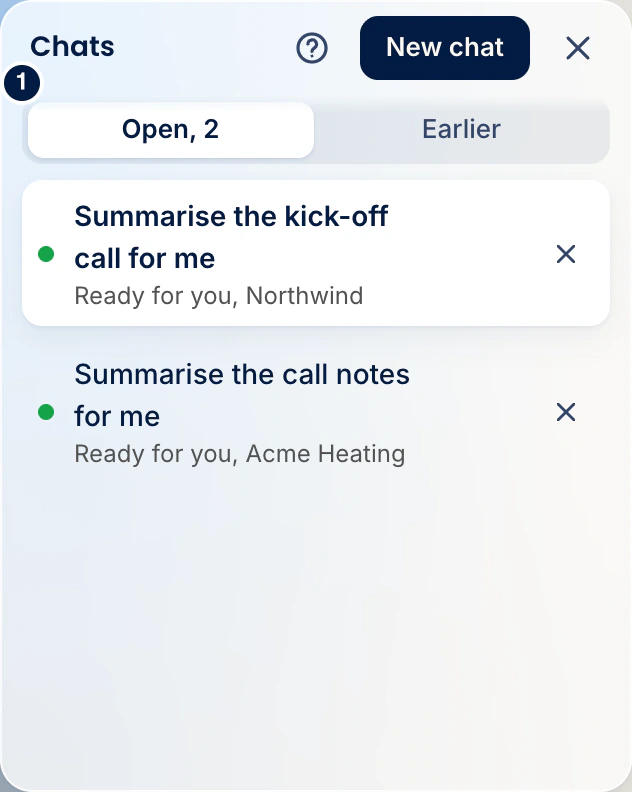 Chats
New chat
1
Open, 2
Earlier
Summarise the kick-off
call for me
Ready for you, Northwind
Summarise the call notes
for me
Ready for you, Acme Heating